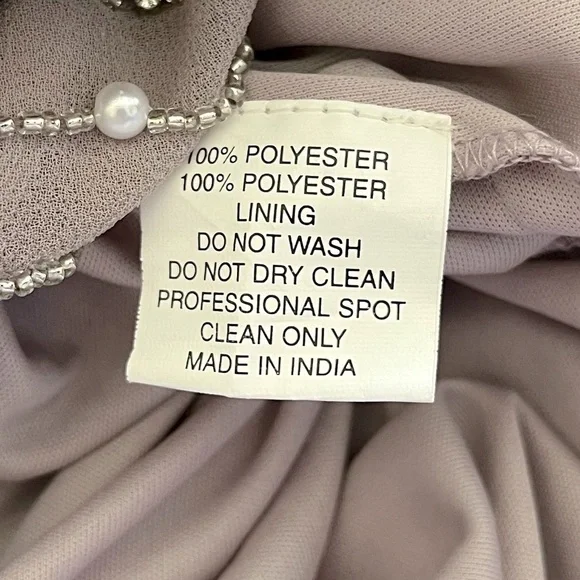 100% POLYESTER
100% POLYESTER
LINING
DO NOT WASH
DO NOT DRY CLEAN
PROFESSIONAL SPOT
CLEAN ONLY
MADE IN INDIA